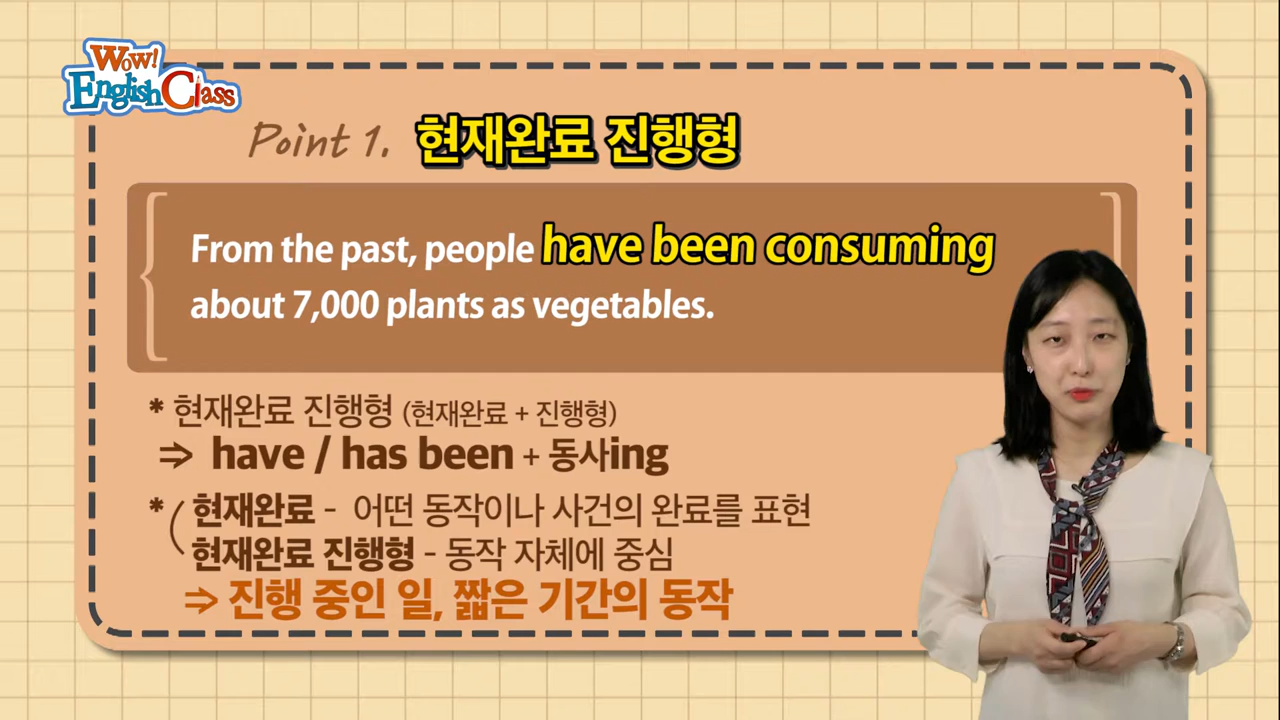 Wow!
English Class
Point 1. 현재완료 진행형
From the past, people have been consuming
about 7,000 plants as vegetables.
* 현재완료 진행형 (현재완료 + 진행형)
⇒ have / has been + 동사ing
* 현재완료 - 어떤 동작이나 사건의 완료를 표현
현재완료 진행형 - 동작 자체에 중심
⇒ 진행 중인 일, 짧은 기간의 동작